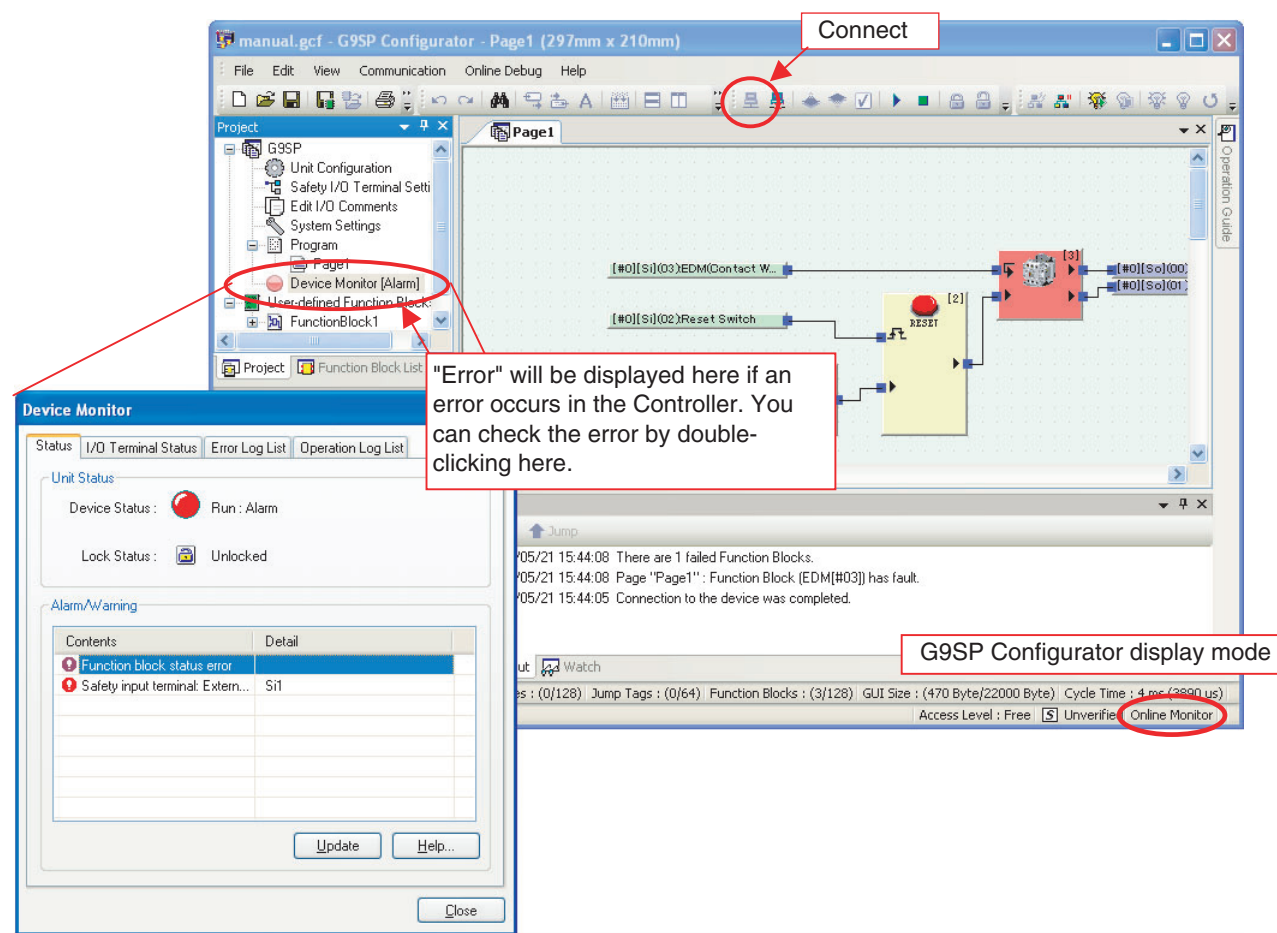 Connect
manual.gcf - G9SP Configurator - Page1 (297mm x 210mm)
File Edit View Communication Online Debug Help
Project
Page1
G9SP
Unit Configuration
Safety I/O Terminal Setti
Edit I/O Comments
System Settings
Program
Page1
Device Monitor [Alarm]
User-defined Function Block
FunctionBlock1
Project Function Block List
Operation Guide
[#0][Si](03):EDM(Contact W...
[3]
[#0][So](00)
[#0][So](01)
[#0][Si](02):Reset Switch
[2]
RESET
"Error" will be displayed here if an
error occurs in the Controller. You
can check the error by double-
clicking here.
Device Monitor
Status I/O Terminal Status Error Log List Operation Log List
Unit Status
Device Status : Run : Alarm
Lock Status : Unlocked
Alarm/Warning
Contents Detail
Function block status error
Safety input terminal: Extern... Si1
Update Help...
Close
Jump
/05/21 15:44:08 There are 1 failed Function Blocks.
/05/21 15:44:08 Page "Page1" : Function Block (EDM[#03]) has fault.
/05/21 15:44:05 Connection to the device was completed.
ut Watch
G9SP Configurator display mode
es : (0/128) Jump Tags : (0/64) Function Blocks : (3/128) GUI Size : (470 Byte/22000 Byte) Cycle Time : 4 ms (3890 us)
Access Level : Free S Unverifie Online Monitor